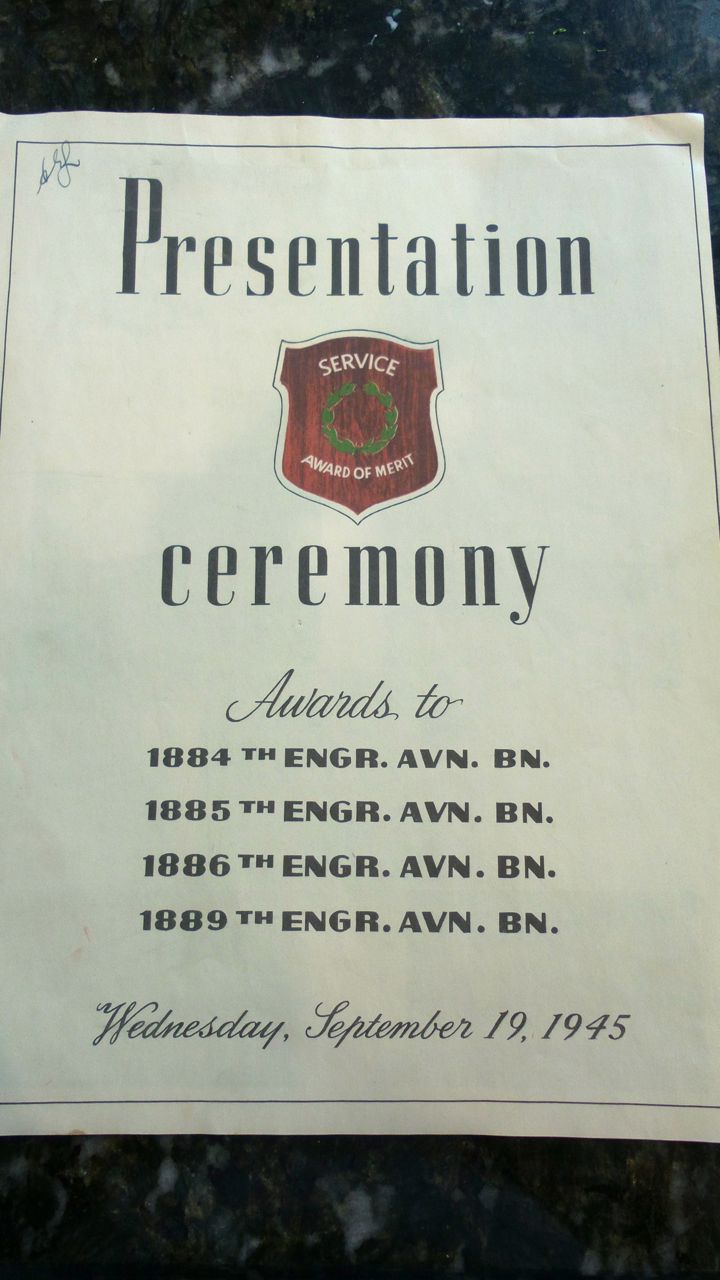 Presentation
SERVICE
AWARD OF MERIT
ceremony
Awards to
1884 TH ENGR. AVN. BN.
1885 TH ENGR. AVN. BN.
1886 TH ENGR. AVN. BN.
1889 TH ENGR. AVN. BN.
Wednesday, September 19, 1945